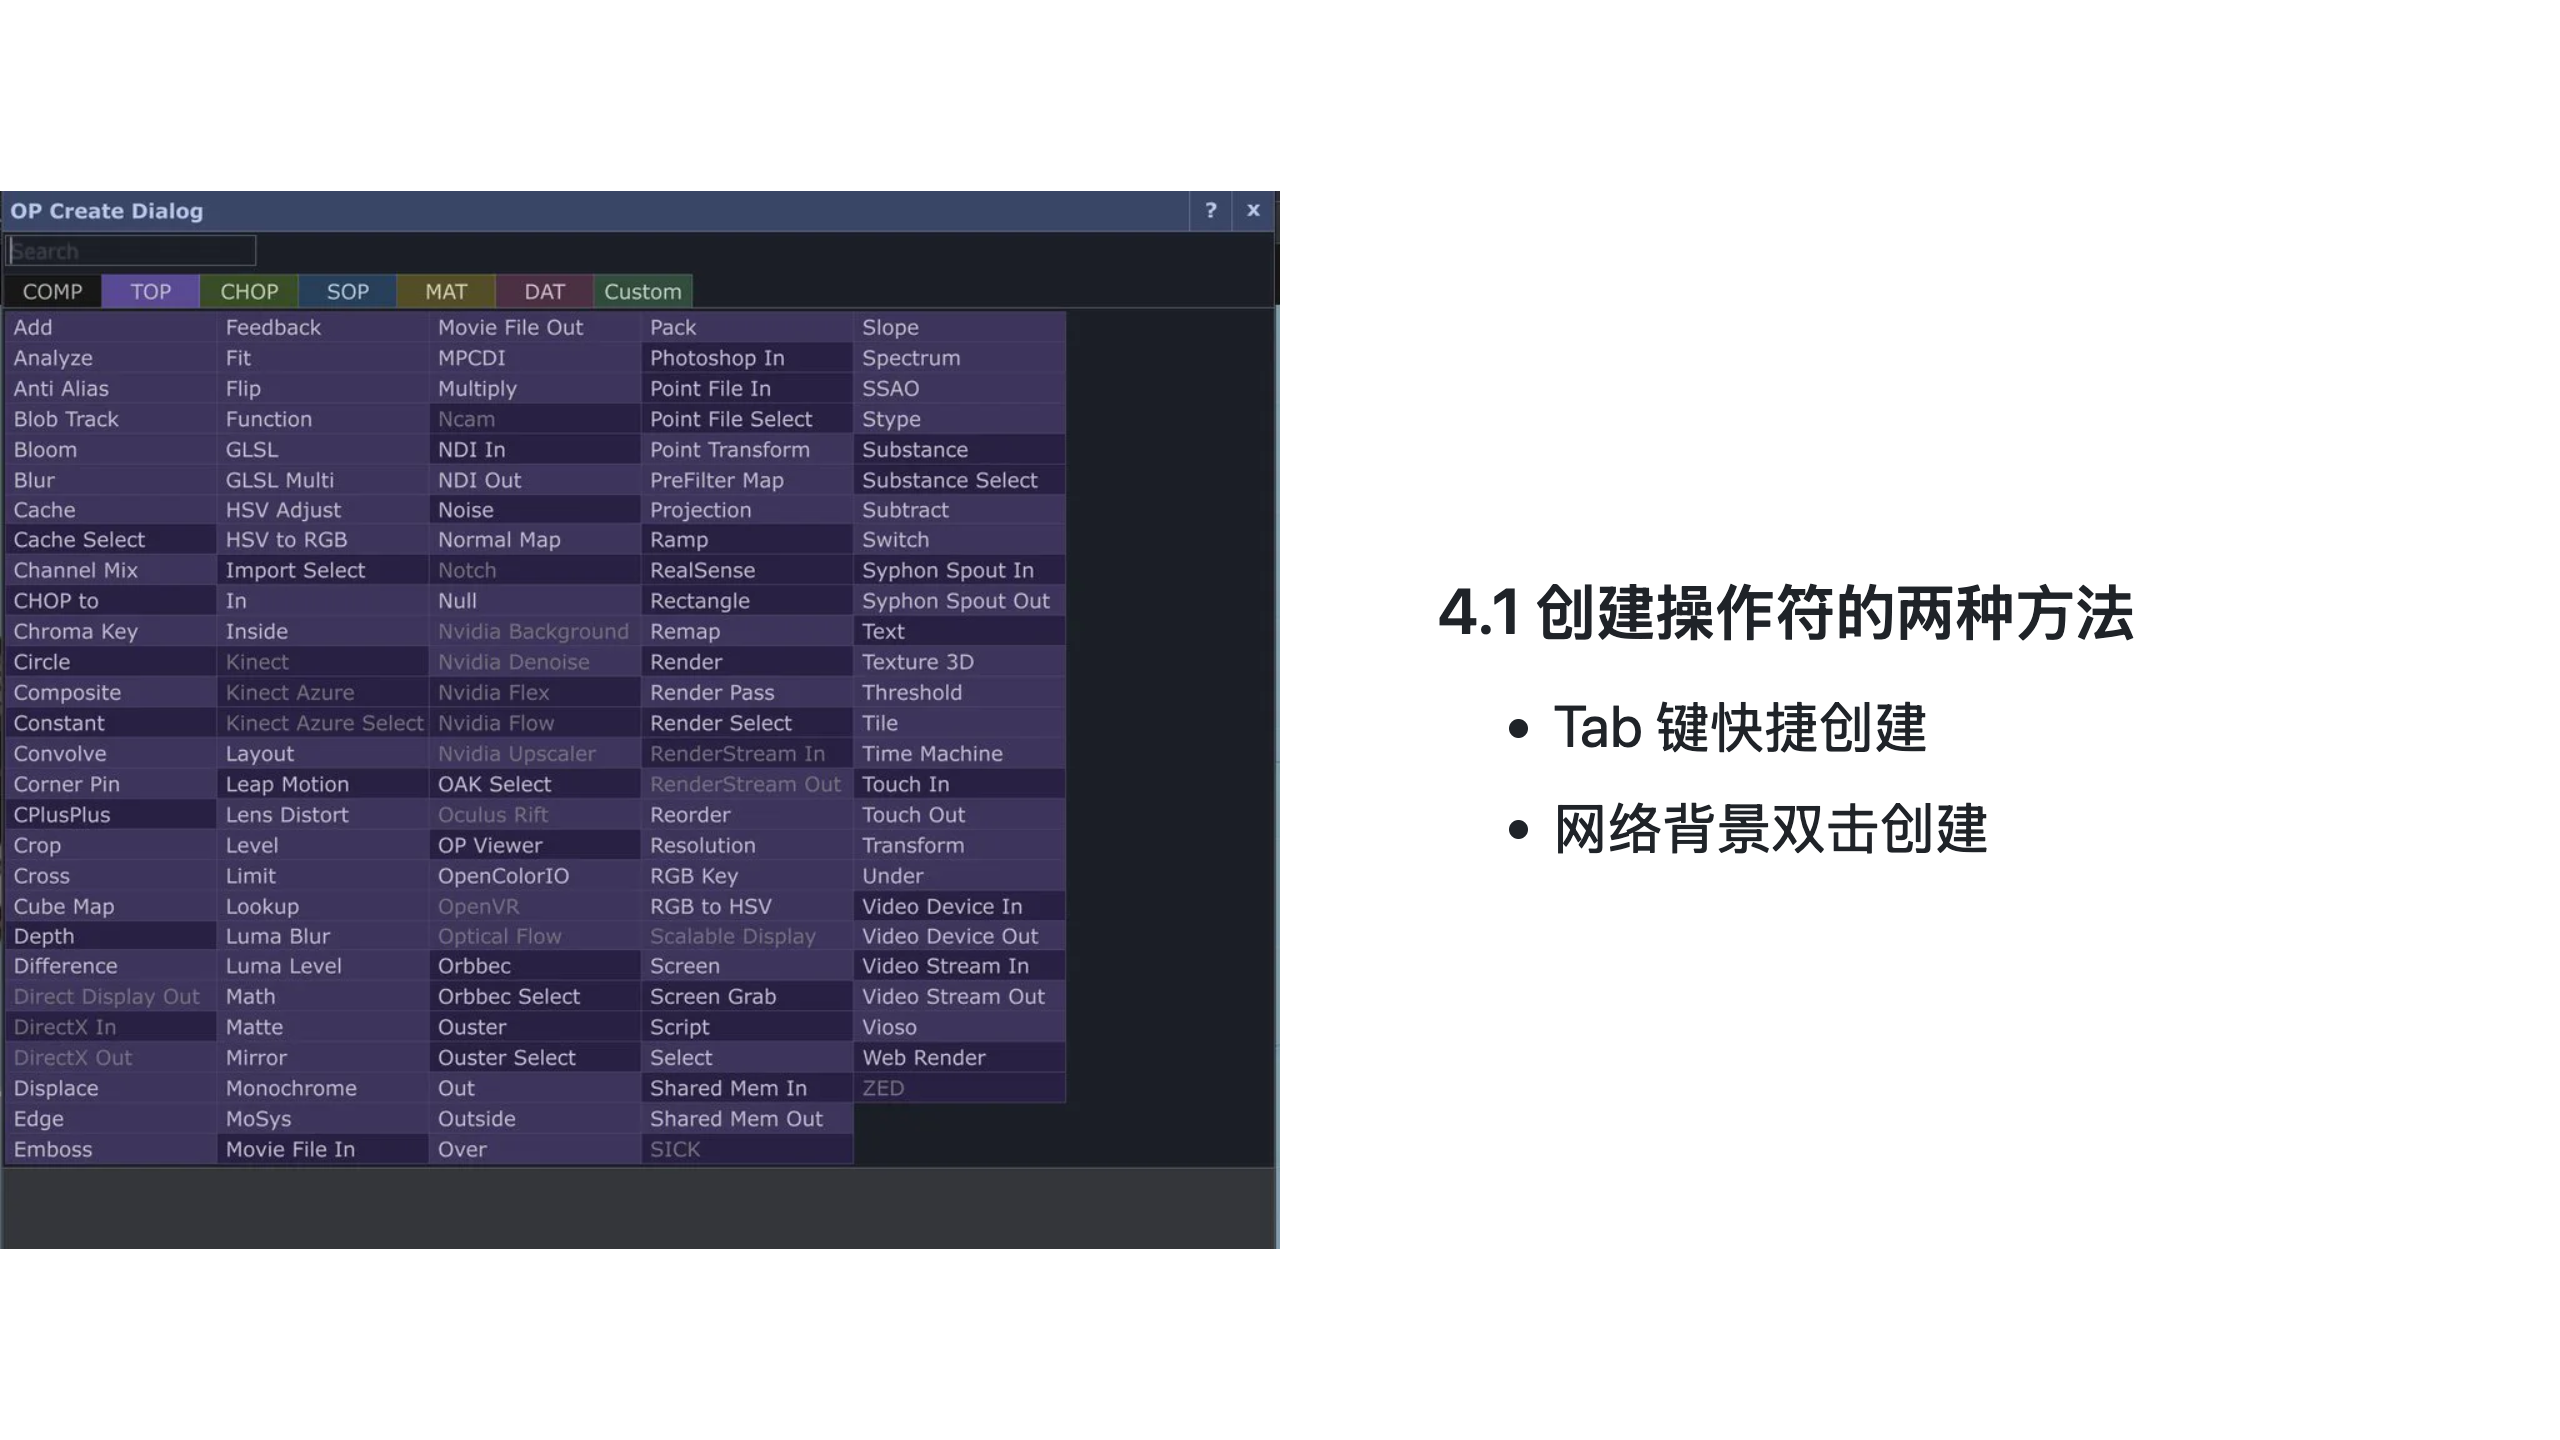 OP Create Dialog ? x
Search
COMP TOP CHOP SOP MAT DAT Custom
Add Feedback Movie File Out Pack Slope
Analyze Fit MPCDI Photoshop In Spectrum
Anti Alias Flip Multiply Point File In SSAO
Blob Track Function Ncam Point File Select Stype
Bloom GLSL NDI In Point Transform Substance
Blur GLSL Multi NDI Out PreFilter Map Substance Select
Cache HSV Adjust Noise Projection Subtract
Cache Select HSV to RGB Normal Map Ramp Switch
Channel Mix Import Select Notch RealSense Syphon Spout In
CHOP to In Null Rectangle Syphon Spout Out
Chroma Key Inside Nvidia Background Remap Text
Circle Kinect Nvidia Denoise Render Texture 3D
Composite Kinect Azure Nvidia Flex Render Pass Threshold
Constant Kinect Azure Select Nvidia Flow Render Select Tile
Convolve Layout Nvidia Upscaler RenderStream In Time Machine
Corner Pin Leap Motion OAK Select RenderStream Out Touch In
CPlusPlus Lens Distort Oculus Rift Reorder Touch Out
Crop Level OP Viewer Resolution Transform
Cross Limit OpenColorIO RGB Key Under
Cube Map Lookup OpenVR RGB to HSV Video Device In
Depth Luma Blur Optical Flow Scalable Display Video Device Out
Difference Luma Level Orbbec Screen Video Stream In
Direct Display Out Math Orbbec Select Screen Grab Video Stream Out
DirectX In Matte Ouster Script Vioso
DirectX Out Mirror Ouster Select Select Web Render
Displace Monochrome Out Shared Mem In ZED
Edge MoSys Outside Shared Mem Out
Emboss Movie File In Over SICK
4.1 创建操作符的两种方法
• Tab 键快捷创建
• 网络背景双击创建